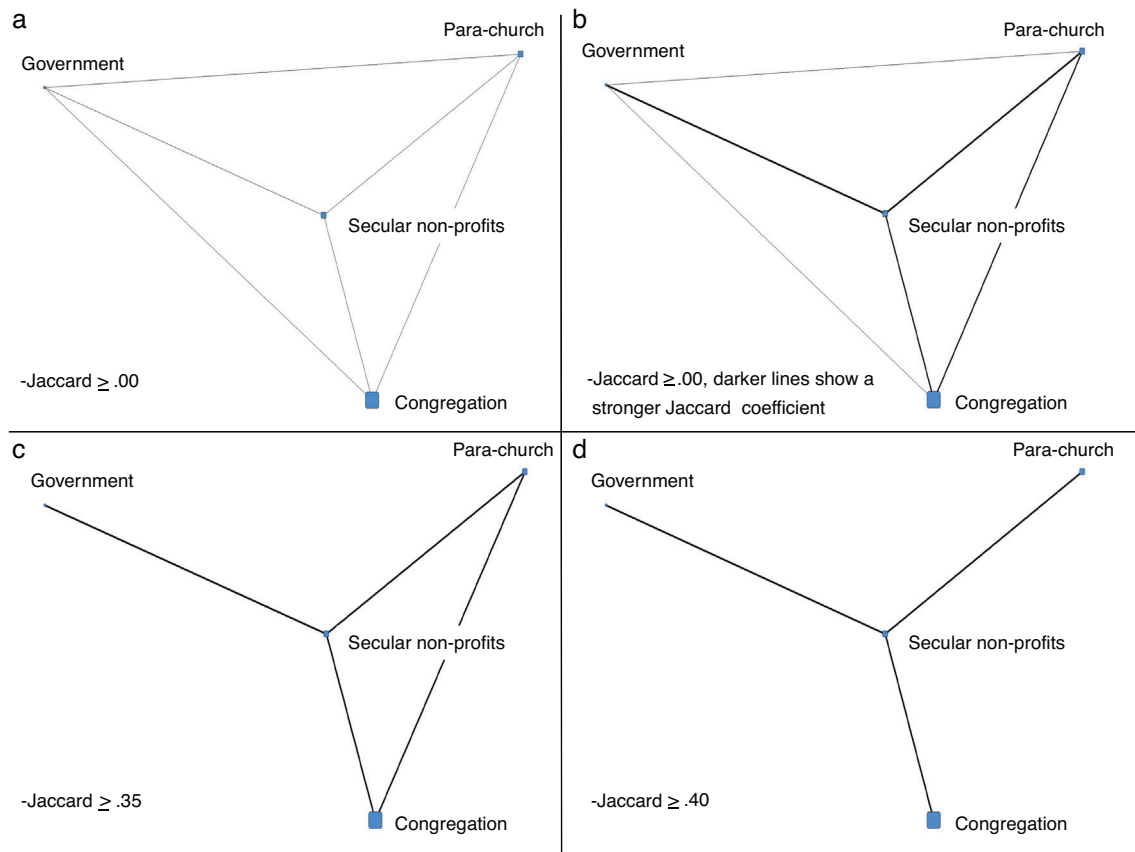 a
Para-church
Government
Secular non-profits
-Jaccard ≥ .00
Congregation
b
Para-church
Government
Secular non-profits
-Jaccard ≥.00, darker lines show a
stronger Jaccard coefficient
Congregation
c
Para-church
Government
Secular non-profits
-Jaccard ≥ .35
Congregation
d
Para-church
Government
Secular non-profits
-Jaccard ≥ .40
Congregation